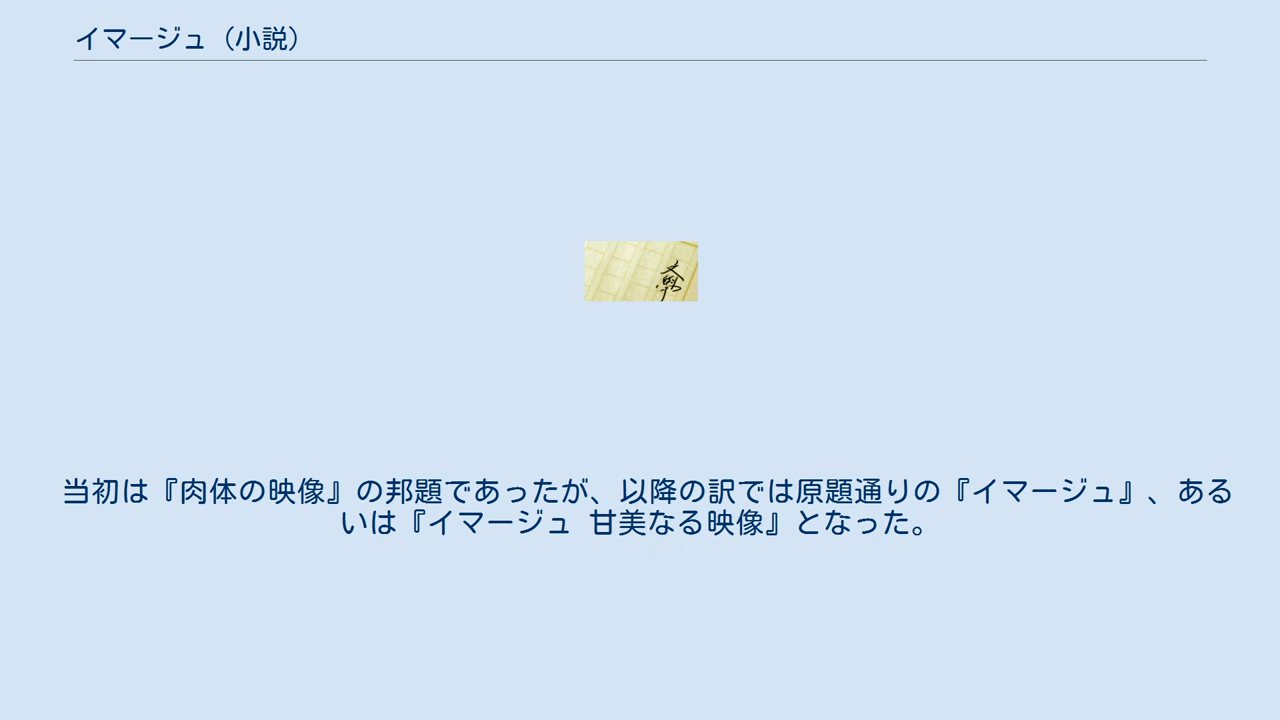 イマージュ（小説）
当初は『肉体の映像』の邦題であったが、以降の訳では原題通りの『イマージュ』、ある
いは『イマージュ 甘美なる映像』となった。